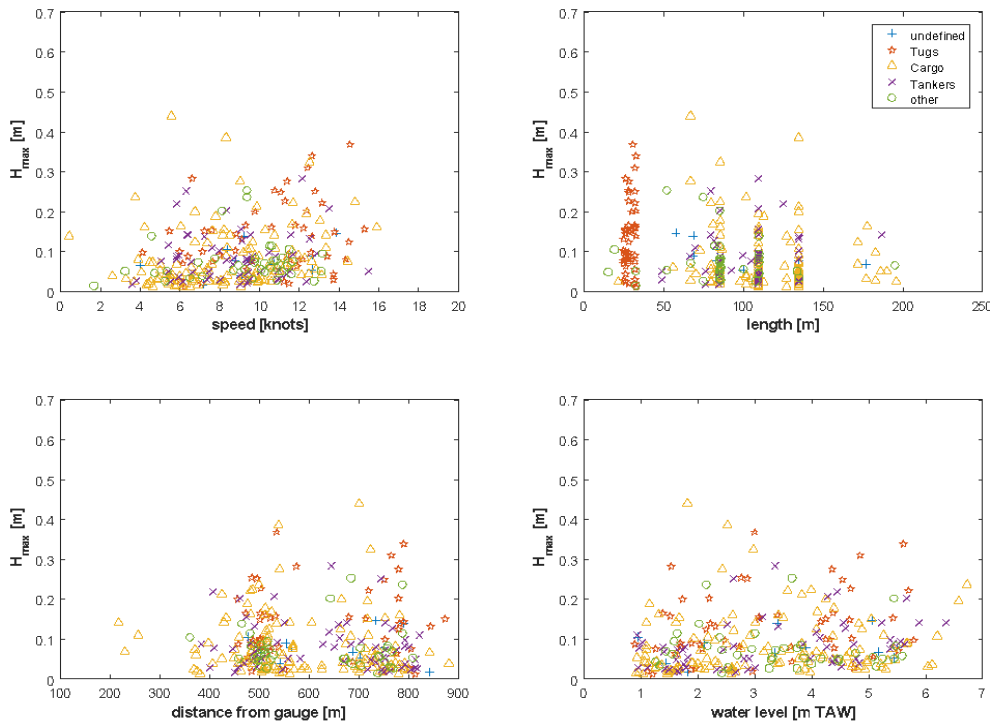 0.7
0.6
0.5
0.4
0.3
0.2
0.1
0
H_max [m]
0 2 4 6 8 10 12 14 16 18 20
speed [knots]
0.7
0.6
0.5
0.4
0.3
0.2
0.1
0
H_max [m]
undefined
Tugs
Cargo
Tankers
other
0 50 100 150 200 250
length [m]
0.7
0.6
0.5
0.4
0.3
0.2
0.1
0
H_max [m]
100 200 300 400 500 600 700 800 900
distance from gauge [m]
0.7
0.6
0.5
0.4
0.3
0.2
0.1
0
H_max [m]
0 1 2 3 4 5 6 7
water level [m TAW]